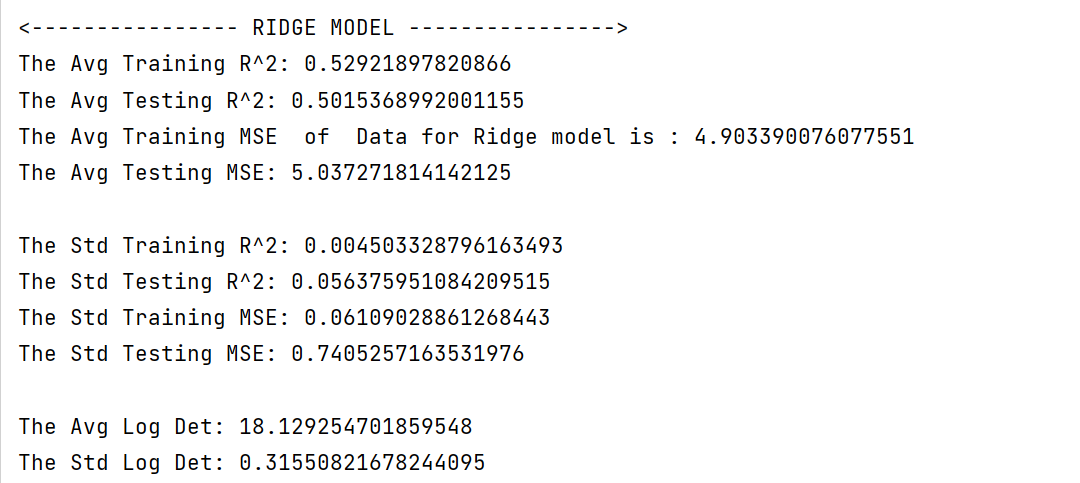 <---------------- RIDGE MODEL ---------------->
The Avg Training R^2: 0.52921897820866
The Avg Testing R^2: 0.5015368992001155
The Avg Training MSE  of  Data for Ridge model is : 4.903390076077551
The Avg Testing MSE: 5.037271814142125
The Std Training R^2: 0.004503328796163493
The Std Testing R^2: 0.056375951084209515
The Std Training MSE: 0.06109028861268443
The Std Testing MSE: 0.7405257163531976
The Avg Log Det: 18.129254701859548
The Std Log Det: 0.31550821678244095